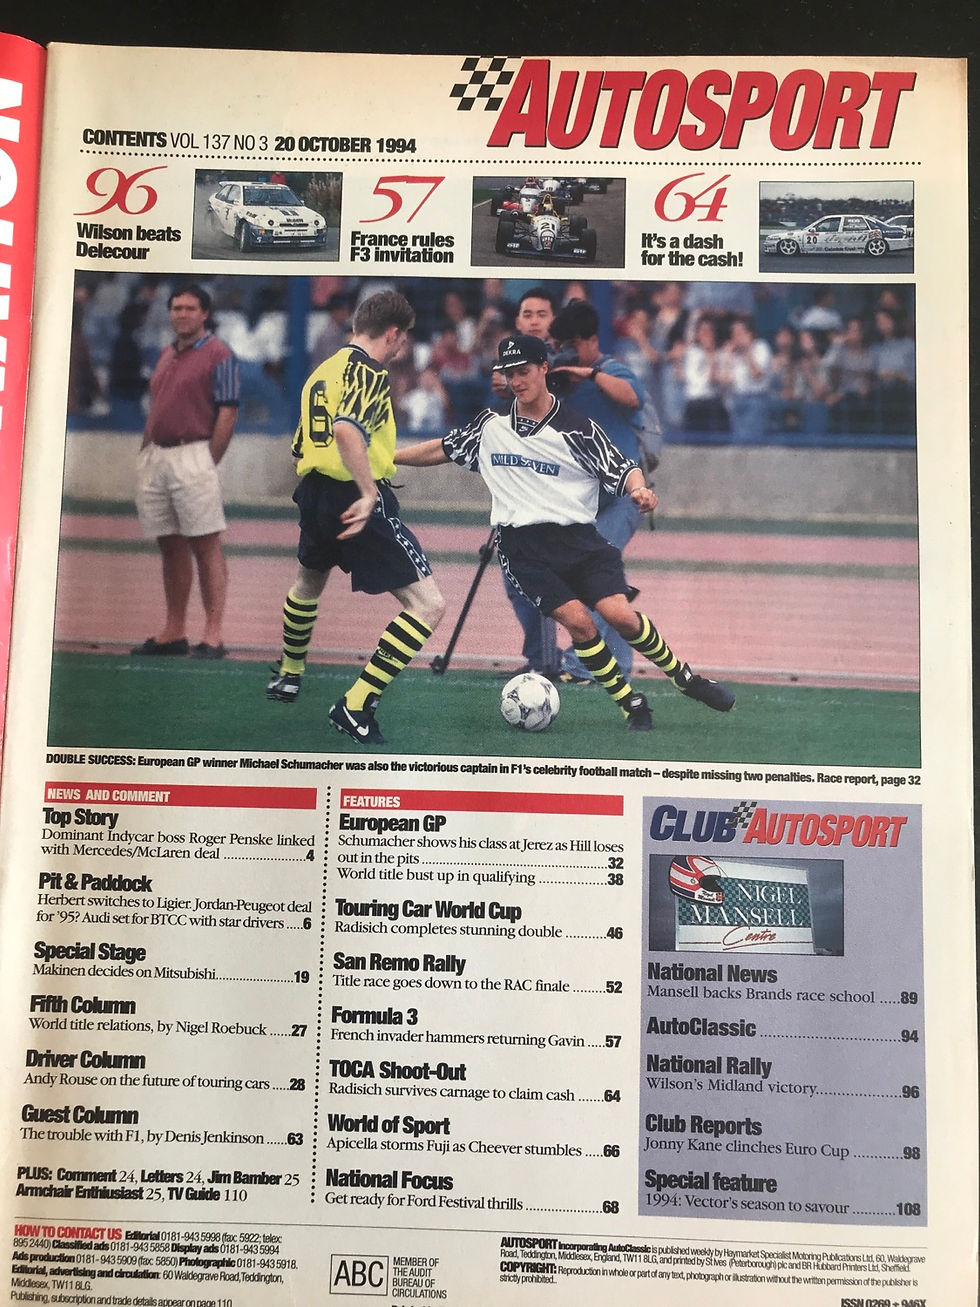 AUTOSPORT
CONTENTS VOL 137 NO 3 20 OCTOBER 1994
96
Wilson beats
Delecour
57
France rules
F3 invitation
64
It's a dash
for the cash!
20
21
6
DEKRA
MILD SEVEN
DOUBLE SUCCESS: European GP winner Michael Schumacher was also the victorious captain in F1's celebrity football match – despite missing two penalties. Race report, page 32
NEWS AND COMMENT
Top Story
Dominant Indycar boss Roger Penske linked
with Mercedes/McLaren deal ....................4
Pit & Paddock
Herbert switches to Ligier. Jordan-Peugeot deal
for '95? Audi set for BTCC with star drivers ....6
Special Stage
Makinen decides on Mitsubishi..................19
Fifth Column
World title relations, by Nigel Roebuck .....27
Driver Column
Andy Rouse on the future of touring cars ....28
Guest Column
The trouble with F1, by Denis Jenkinson .....63
PLUS: Comment 24, Letters 24, Jim Bamber 25
Armchair Enthiusiast 25, TV Guide 110
FEATURES
European GP
Schumacher shows his class at Jerez as Hill loses
out in the pits ..........................................32
World title bust up in qualifying ................38
Touring Car World Cup
Radisich completes stunning double .........46
San Remo Rally
Title race goes down to the RAC finale ......52
Formula 3
French invader hammers returning Gavin ....57
TOCA Shoot-Out
Radisich survives carnage to claim cash ......64
World of Sport
Apicella storms Fuji as Cheever stumbles ....66
National Focus
Get ready for Ford Festival thrills ...............68
CLUB AUTOSPORT
NIGEL
MANSELL
Centre
National News
Mansell backs Brands race school ....89
AutoClassic ..........................94
National Rally
Wilson's Midland victory..................96
Club Reports
Jonny Kane clinches Euro Cup ..........98
Special feature
1994: Vector's season to savour .........108
HOW TO CONTACT US Editorial 0181-943 5998 (fax: 5922; telex:
895 2440) Classified ads 0181-943 5858 Display ads 0181-943 5994
Ads production 0181-943 5909 (fax: 5850) Photographic 0181-943 5918.
Editorial, advertising and circulation: 60 Waldegrave Road, Teddington,
Middlesex, TW11 8LG.
Publishing, subscription and trade details appear on page 110
ABC
MEMBER OF
THE AUDIT
BUREAU OF
CIRCULATIONS
AUTOSPORT incorporating AutoClassic is published weekly by Haymarket Specialist Motoring Publications Ltd, 60, Waldegrave
Road, Teddington, Middlesex, England, TW11 8LG, and printed by St Ives (Peterborough) plc and BR Hubbard Printers Ltd, Sheffield.
COPYRIGHT: Reproduction in whole or part of any text, photograph or illustration without the written permission of the publisher is
strictly prohibited.
ISSN 0269 - 946X